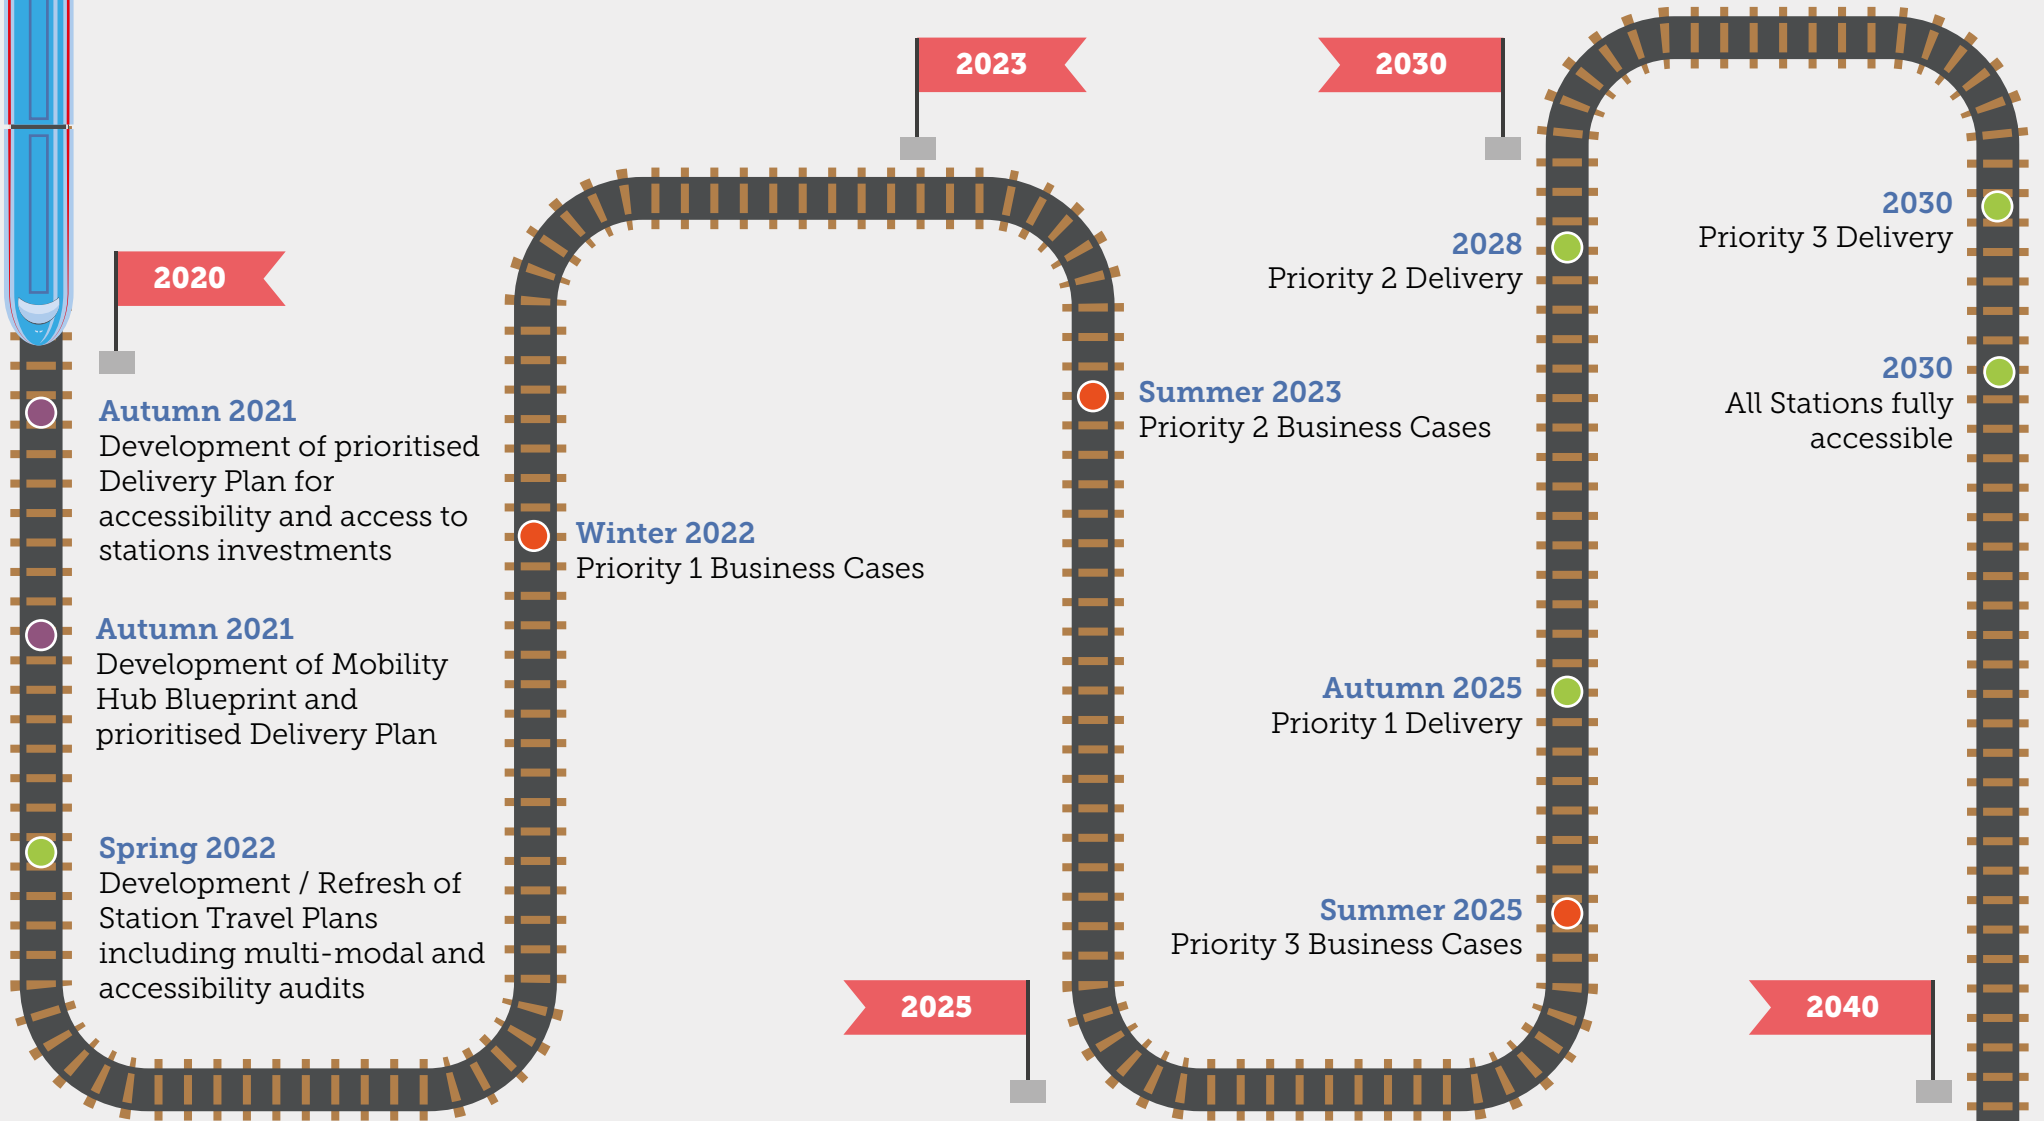 2020
Autumn 2021
Development of prioritised
Delivery Plan for
accessibility and access to
stations investments
Autumn 2021
Development of Mobility
Hub Blueprint and
prioritised Delivery Plan
Spring 2022
Development / Refresh of
Station Travel Plans
including multi-modal and
accessibility audits
Winter 2022
Priority 1 Business Cases
2023
Summer 2023
Priority 2 Business Cases
2025
Summer 2025
Priority 3 Business Cases
Autumn 2025
Priority 1 Delivery
2028
Priority 2 Delivery
2030
2030
Priority 3 Delivery
2030
All Stations fully
accessible
2040